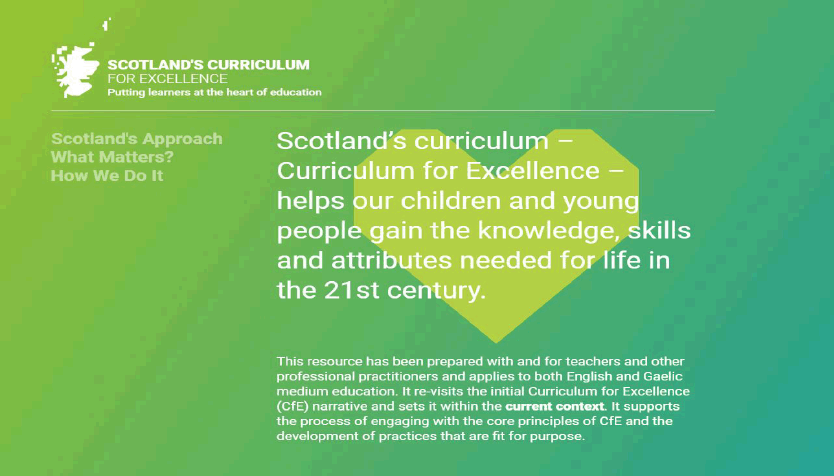 SCOTLAND'S CURRICULUM
FOR EXCELLENCE
Putting learners at the heart of education
Scotland's Approach
What Matters?
How We Do It
Scotland’s curriculum –
Curriculum for Excellence –
helps our children and young
people gain the knowledge, skills
and attributes needed for life in
the 21st century.
This resource has been prepared with and for teachers and other
professional practitioners and applies to both English and Gaelic
medium education. It re-visits the initial Curriculum for Excellence
(CfE) narrative and sets it within the current context. It supports
the process of engaging with the core principles of CfE and the
development of practices that are fit for purpose.